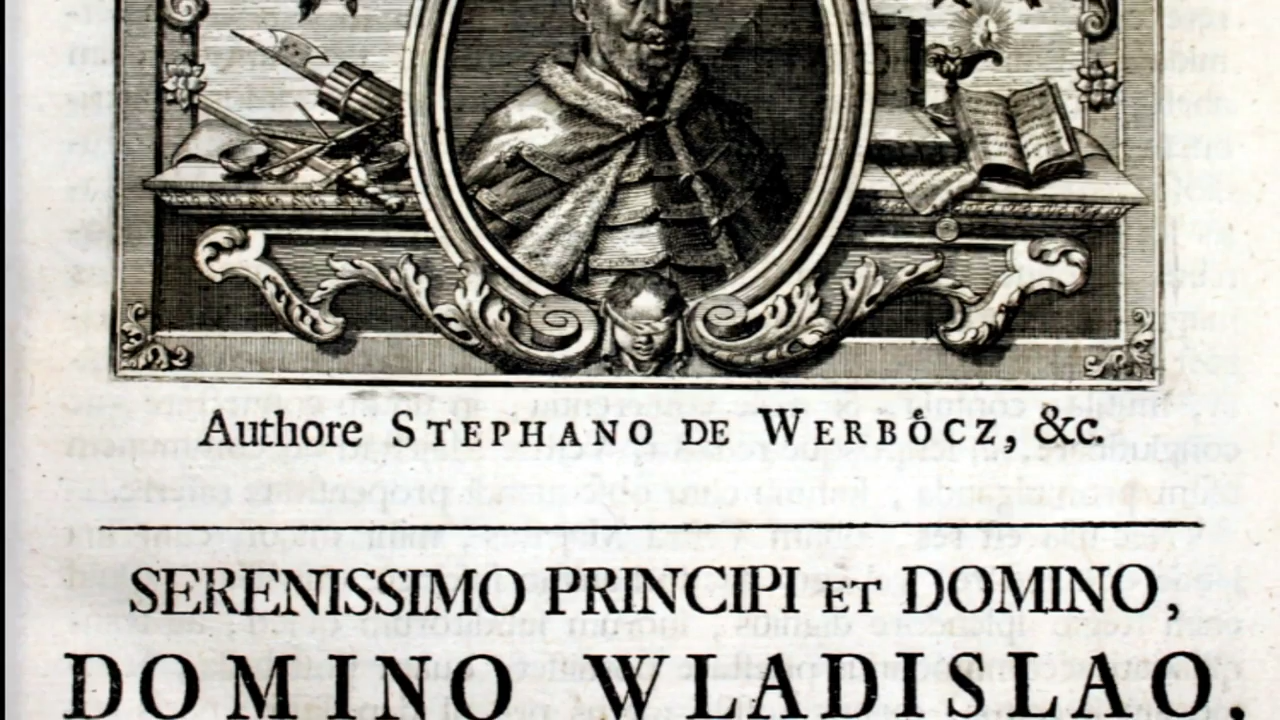 Authore STEPHANO DE WERBŐCZ, &c.
SERENISSIMO PRINCIPI ET DOMINO,
DOMINO WLADISLAO,